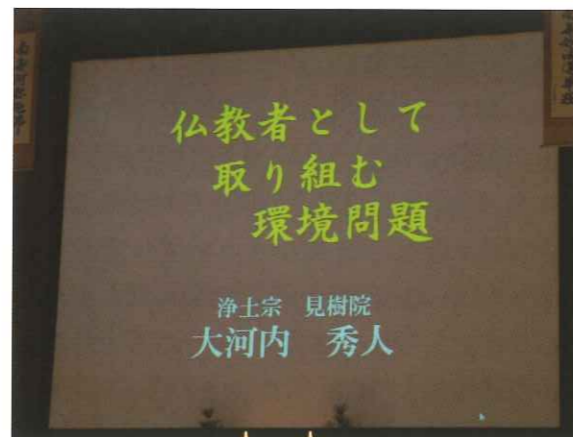 仏教者として
取り組む
環境問題
浄土宗　見樹院
大河内　秀人